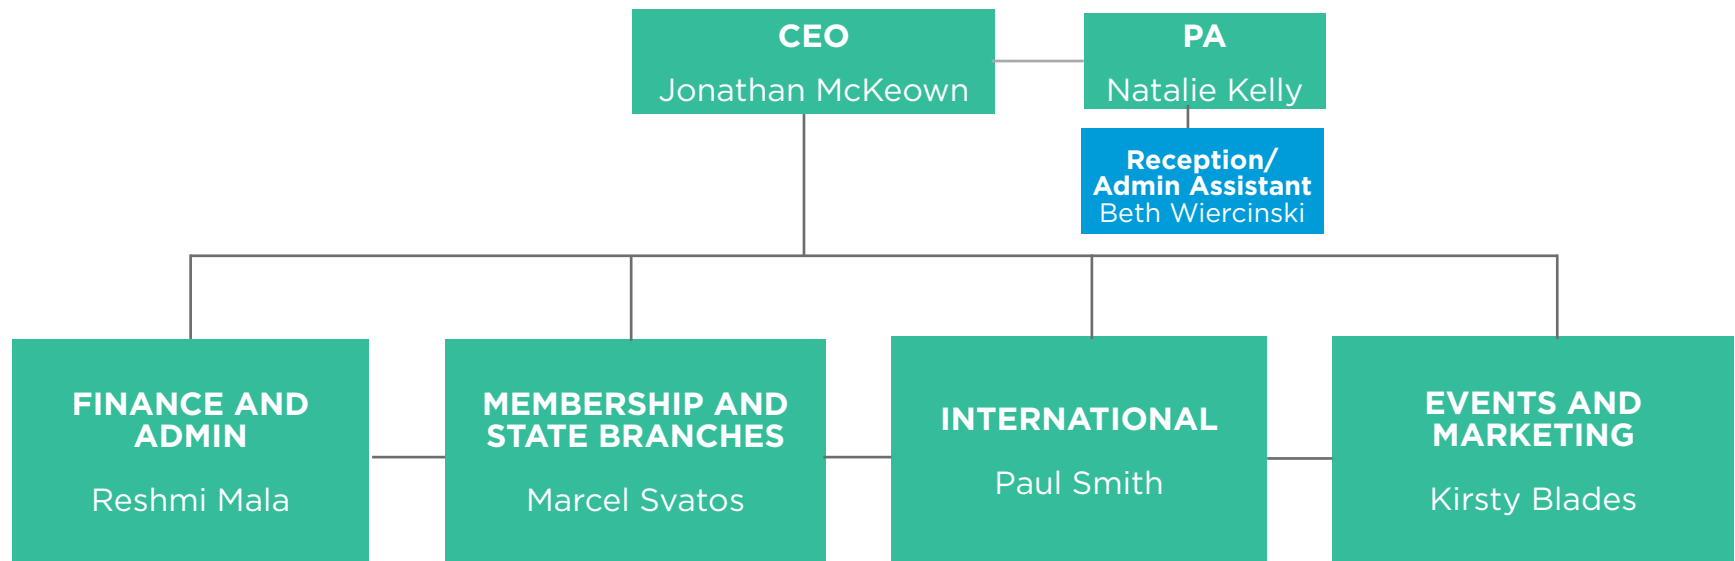 CEO
Jonathan McKeown
PA
Natalie Kelly
Reception/
Admin Assistant
Beth Wiercinski
FINANCE AND
ADMIN
Reshmi Mala
MEMBERSHIP AND
STATE BRANCHES
Marcel Svatos
INTERNATIONAL
Paul Smith
EVENTS AND
MARKETING
Kirsty Blades